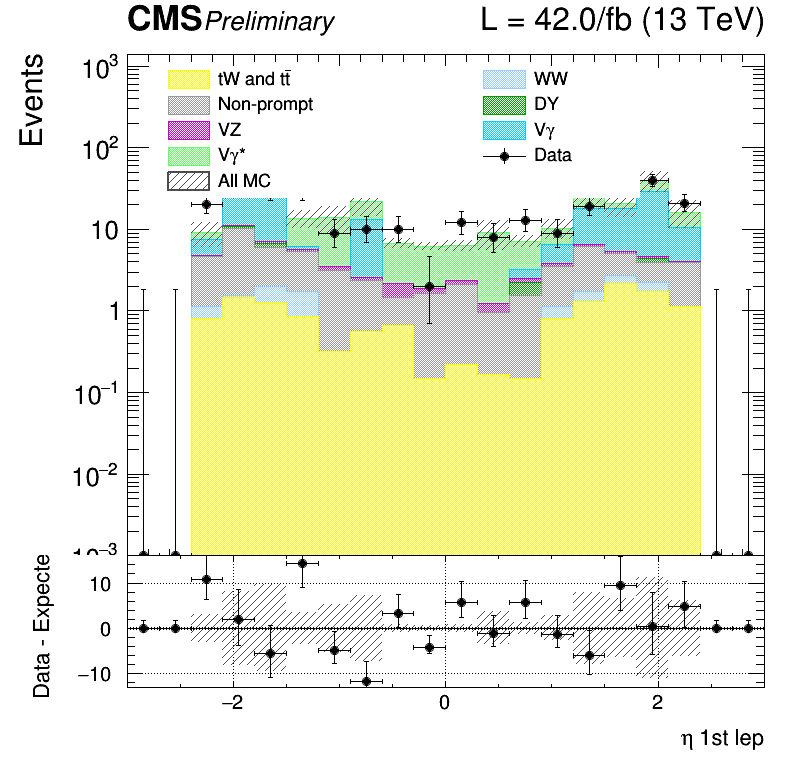 CMS Preliminary L = 42.0/fb (13 TeV)
Events
10³
10²
10
1
10⁻¹
10⁻²
10⁻³
tW and tt̄
Non-prompt
VZ
Vγ*
All MC
WW
DY
Vγ
Data
Data - Expecte
10
0
−10
−2 0 2
η 1st lep